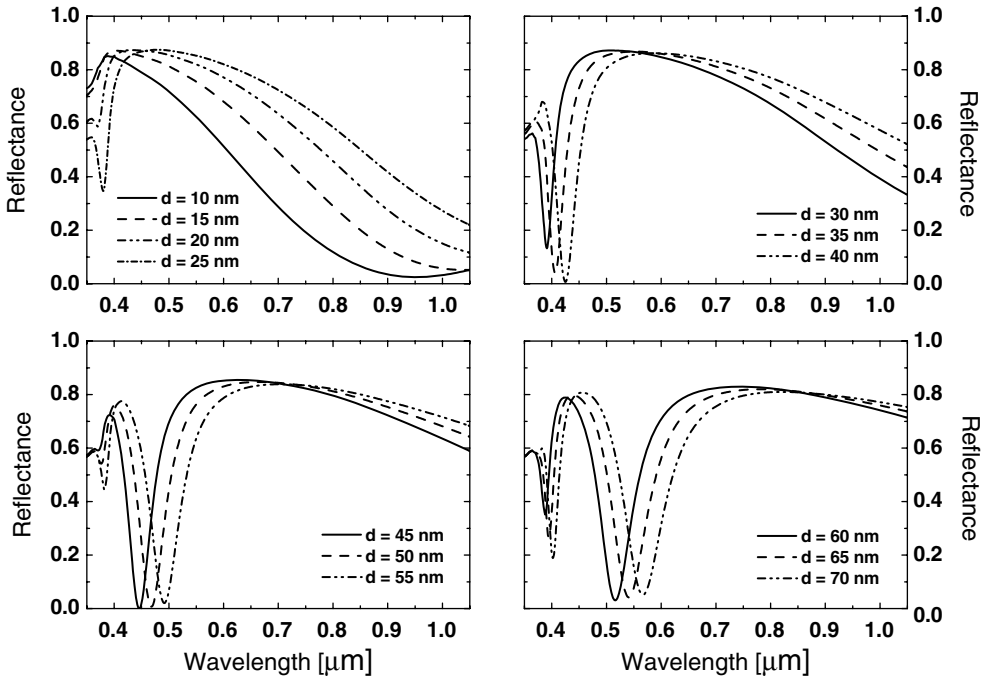 1.0
0.8
0.6
0.4
0.2
0.0
Reflectance
d = 10 nm
d = 15 nm
d = 20 nm
d = 25 nm
0.4 0.5 0.6 0.7 0.8 0.9 1.0
d = 30 nm
d = 35 nm
d = 40 nm
0.4 0.5 0.6 0.7 0.8 0.9 1.0
1.0
0.8
0.6
0.4
0.2
0.0
Reflectance
1.0
0.8
0.6
0.4
0.2
0.0
Reflectance
d = 45 nm
d = 50 nm
d = 55 nm
0.4 0.5 0.6 0.7 0.8 0.9 1.0
Wavelength [μm]
d = 60 nm
d = 65 nm
d = 70 nm
0.4 0.5 0.6 0.7 0.8 0.9 1.0
Wavelength [μm]
1.0
0.8
0.6
0.4
0.2
0.0
Reflectance